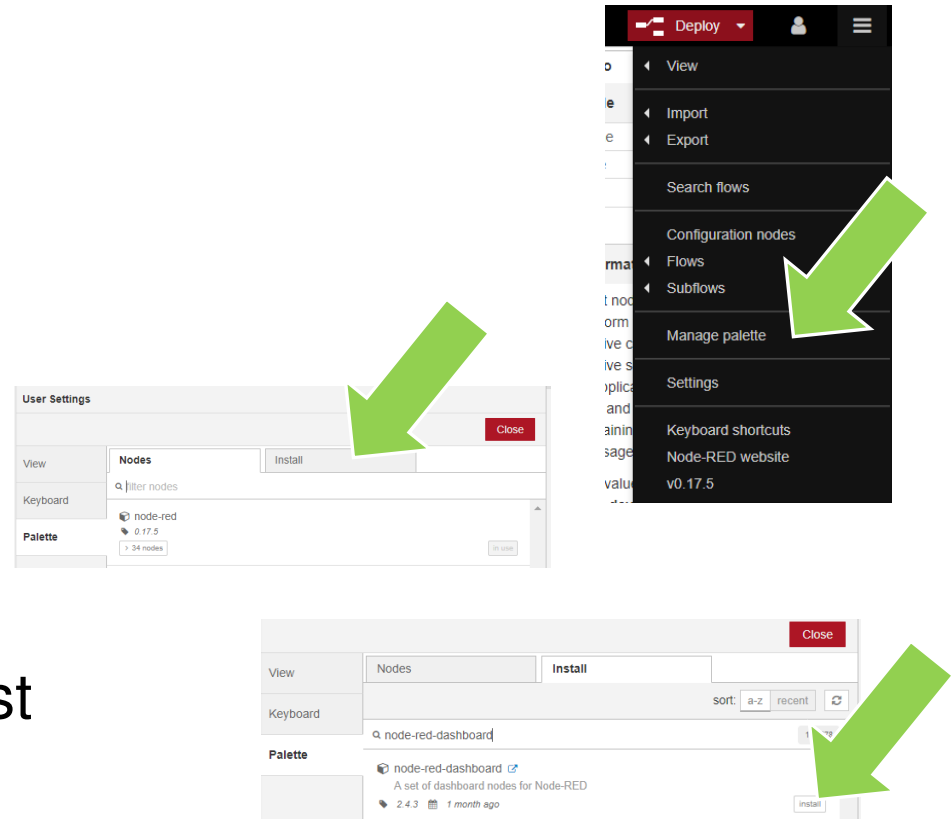 Deploy
View
Import
Export
Search flows
Configuration nodes
Flows
Subflows
Manage palette
Settings
Keyboard shortcuts
Node-RED website
v0.17.5
User Settings
Close
View
Nodes
Install
filter nodes
Keyboard
node-red
0.17.5
Palette
> 34 nodes
in use
st
Close
View
Nodes
Install
sort: a-z recent
Keyboard
node-red-dashboard
Palette
node-red-dashboard
A set of dashboard nodes for Node-RED
2.4.3 1 month ago
install